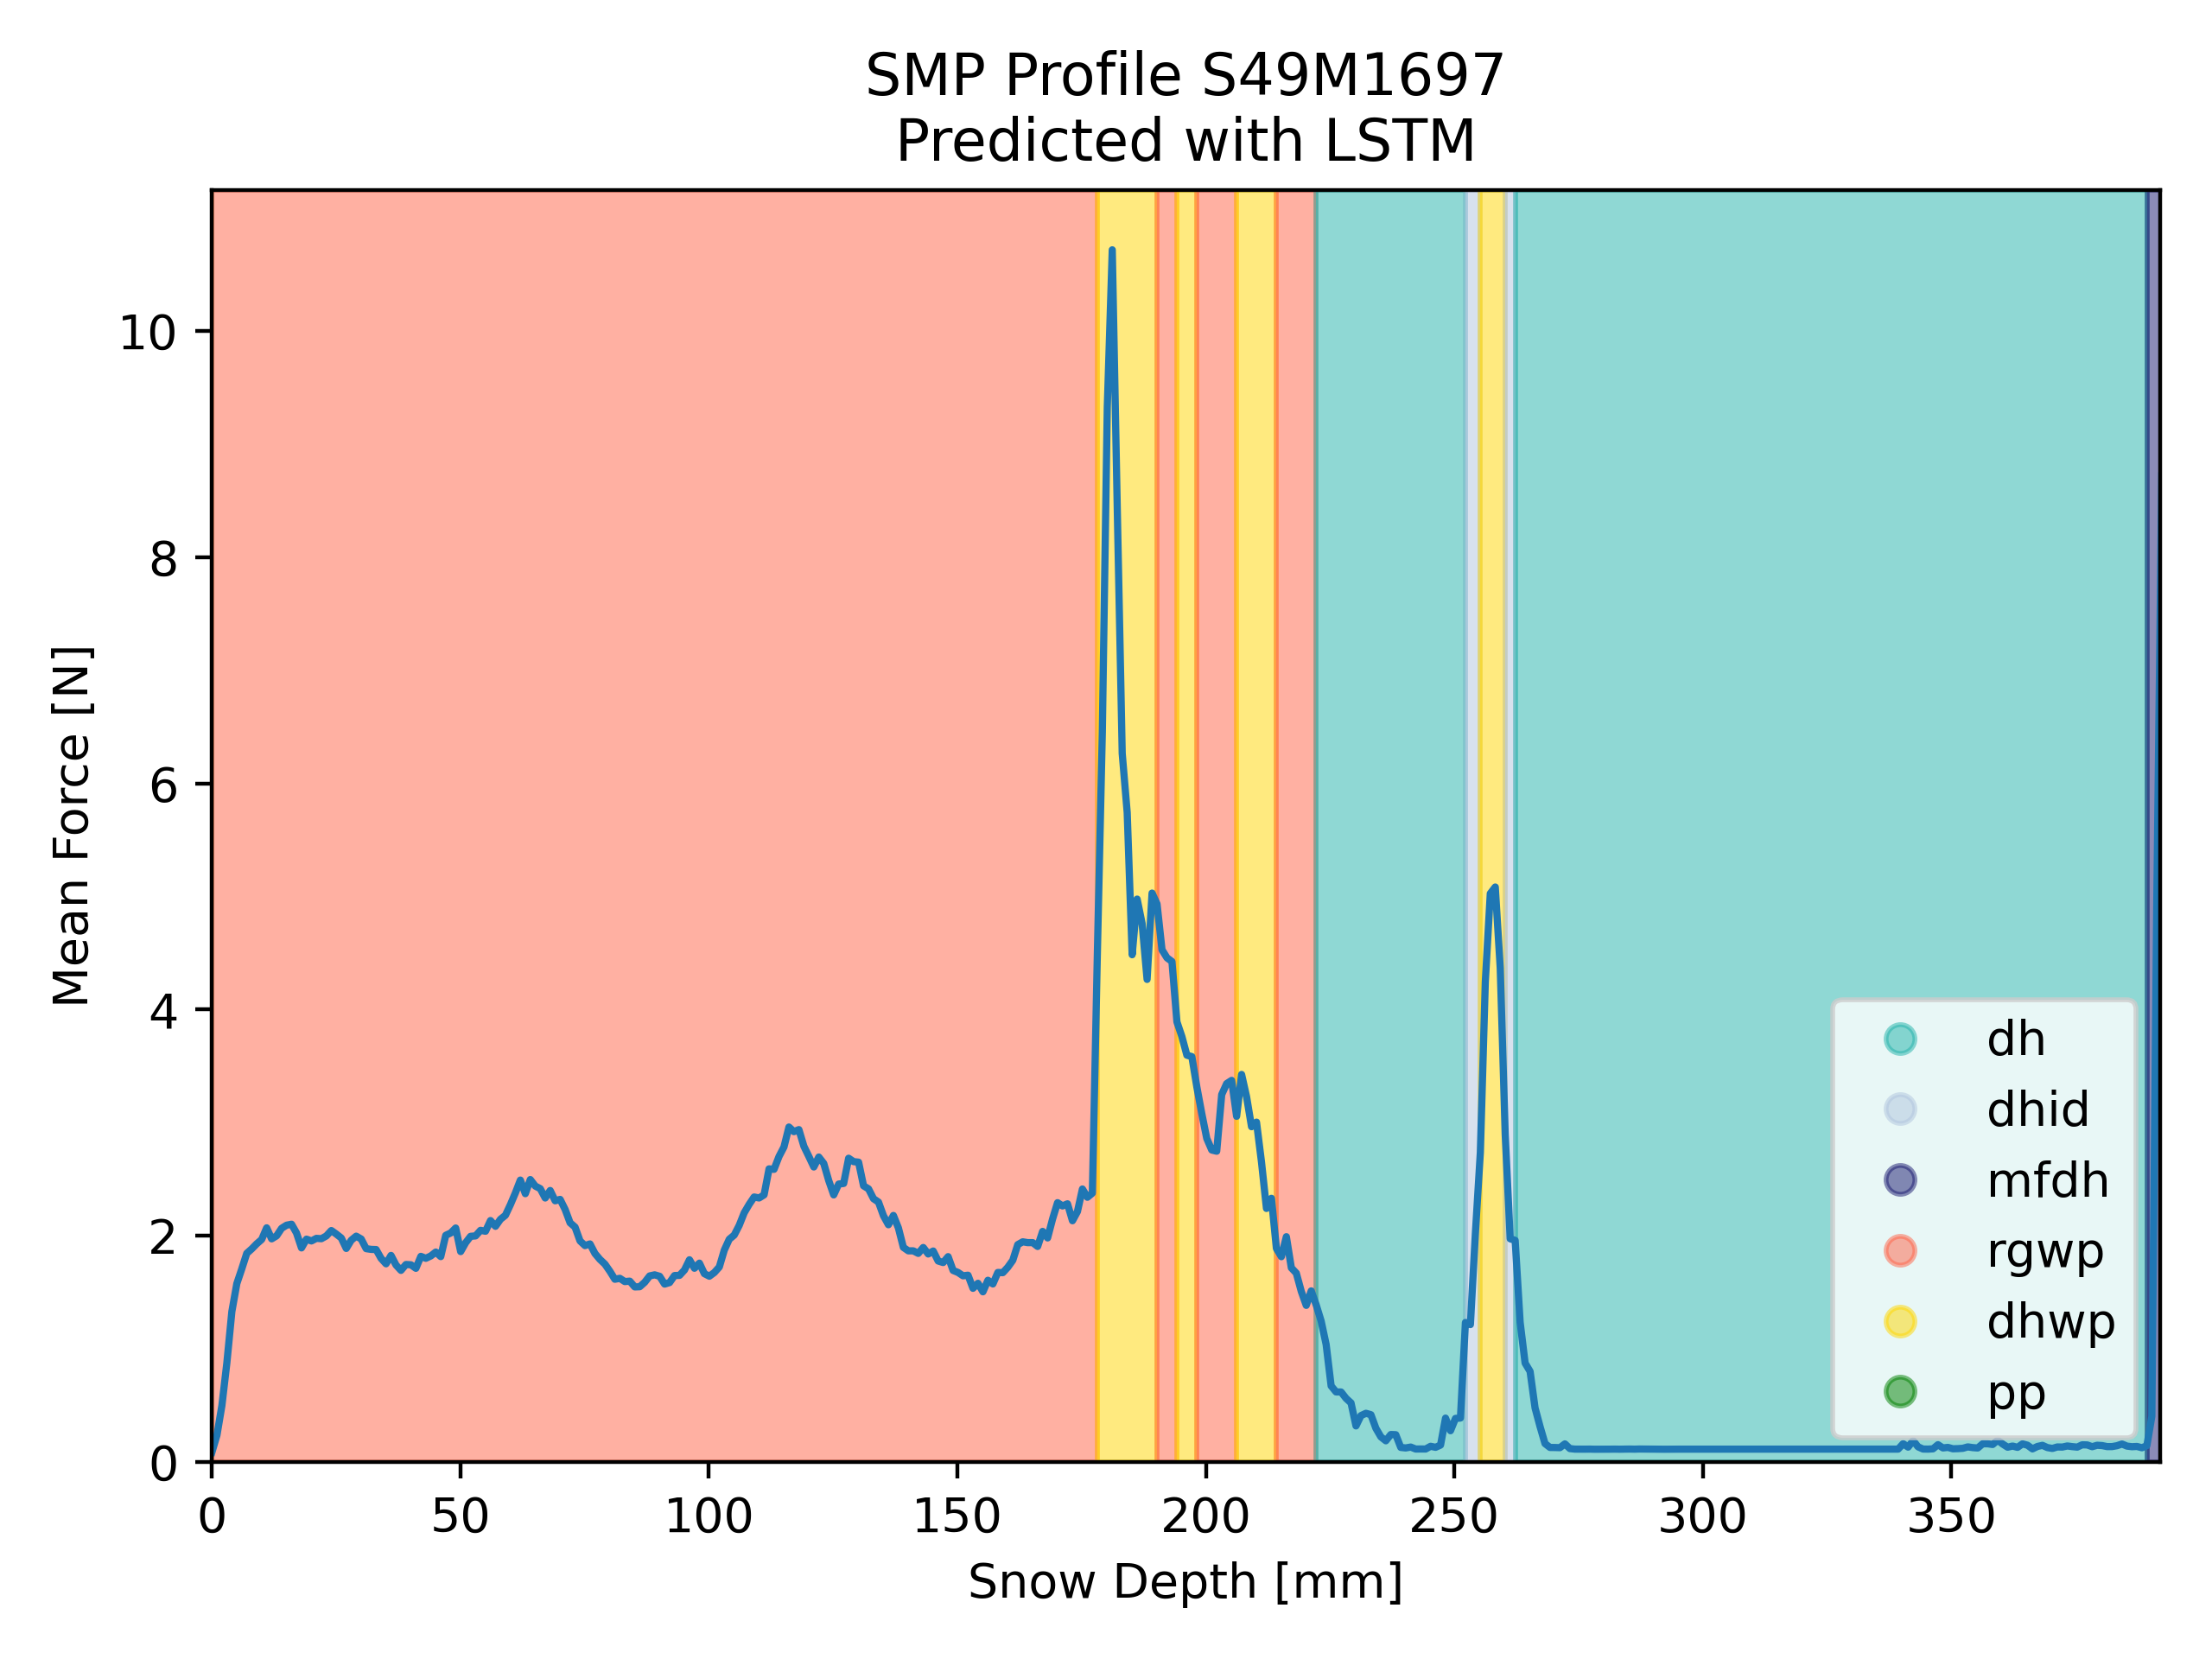 SMP Profile S49M1697
Predicted with LSTM
Mean Force [N]
10
8
6
4
2
0
dh
dhid
mfdh
rgwp
dhwp
pp
0 50 100 150 200 250 300 350
Snow Depth [mm]